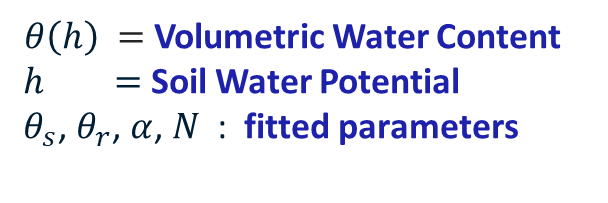 θ(h) = Volumetric Water Content
h = Soil Water Potential
θₛ, θᵣ, α, N : fitted parameters